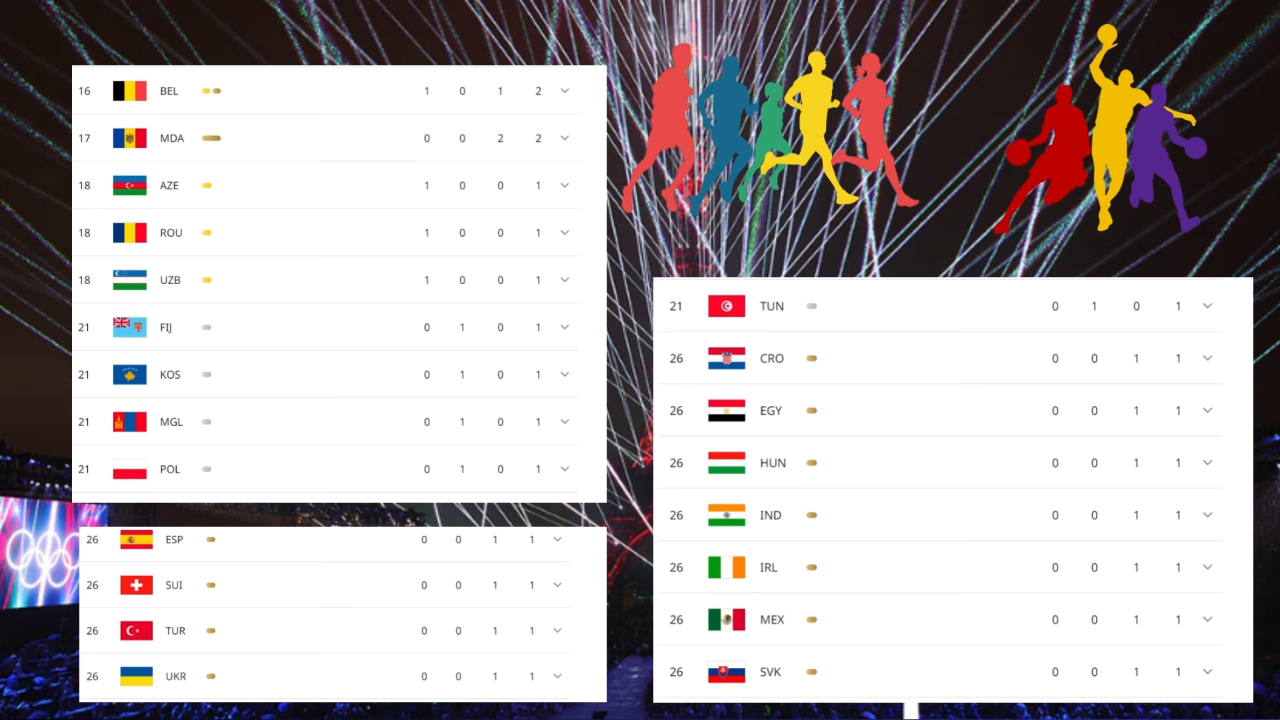 16 BEL 1 0 1 2
17 MDA 0 0 2 2
18 AZE 1 0 0 1
18 ROU 1 0 0 1
18 UZB 1 0 0 1
21 FIJ 0 1 0 1
21 KOS 0 1 0 1
21 MGL 0 1 0 1
21 POL 0 1 0 1
26 ESP 0 0 1 1
26 SUI 0 0 1 1
26 TUR 0 0 1 1
26 UKR 0 0 1 1
21 TUN 0 1 0 1
26 CRO 0 0 1 1
26 EGY 0 0 1 1
26 HUN 0 0 1 1
26 IND 0 0 1 1
26 IRL 0 0 1 1
26 MEX 0 0 1 1
26 SVK 0 0 1 1